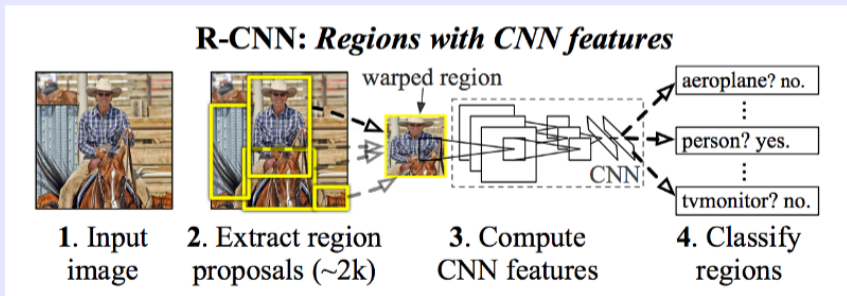 R-CNN: Regions with CNN features
warped region
aeroplane? no.
⋮
person? yes.
⋮
tvmonitor? no.
CNN
1. Input
image
2. Extract region
proposals (~2k)
3. Compute
CNN features
4. Classify
regions